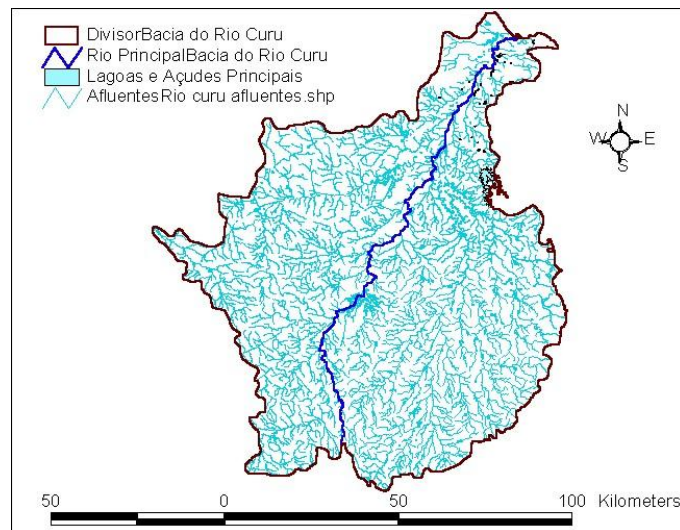 DivisorBacia do Rio Curu
Rio PrincipalBacia do Rio Curu
Lagoas e Açudes Principais
AfluentesRio curu afluentes.shp
N
W E
S
50 0 50 100 Kilometers